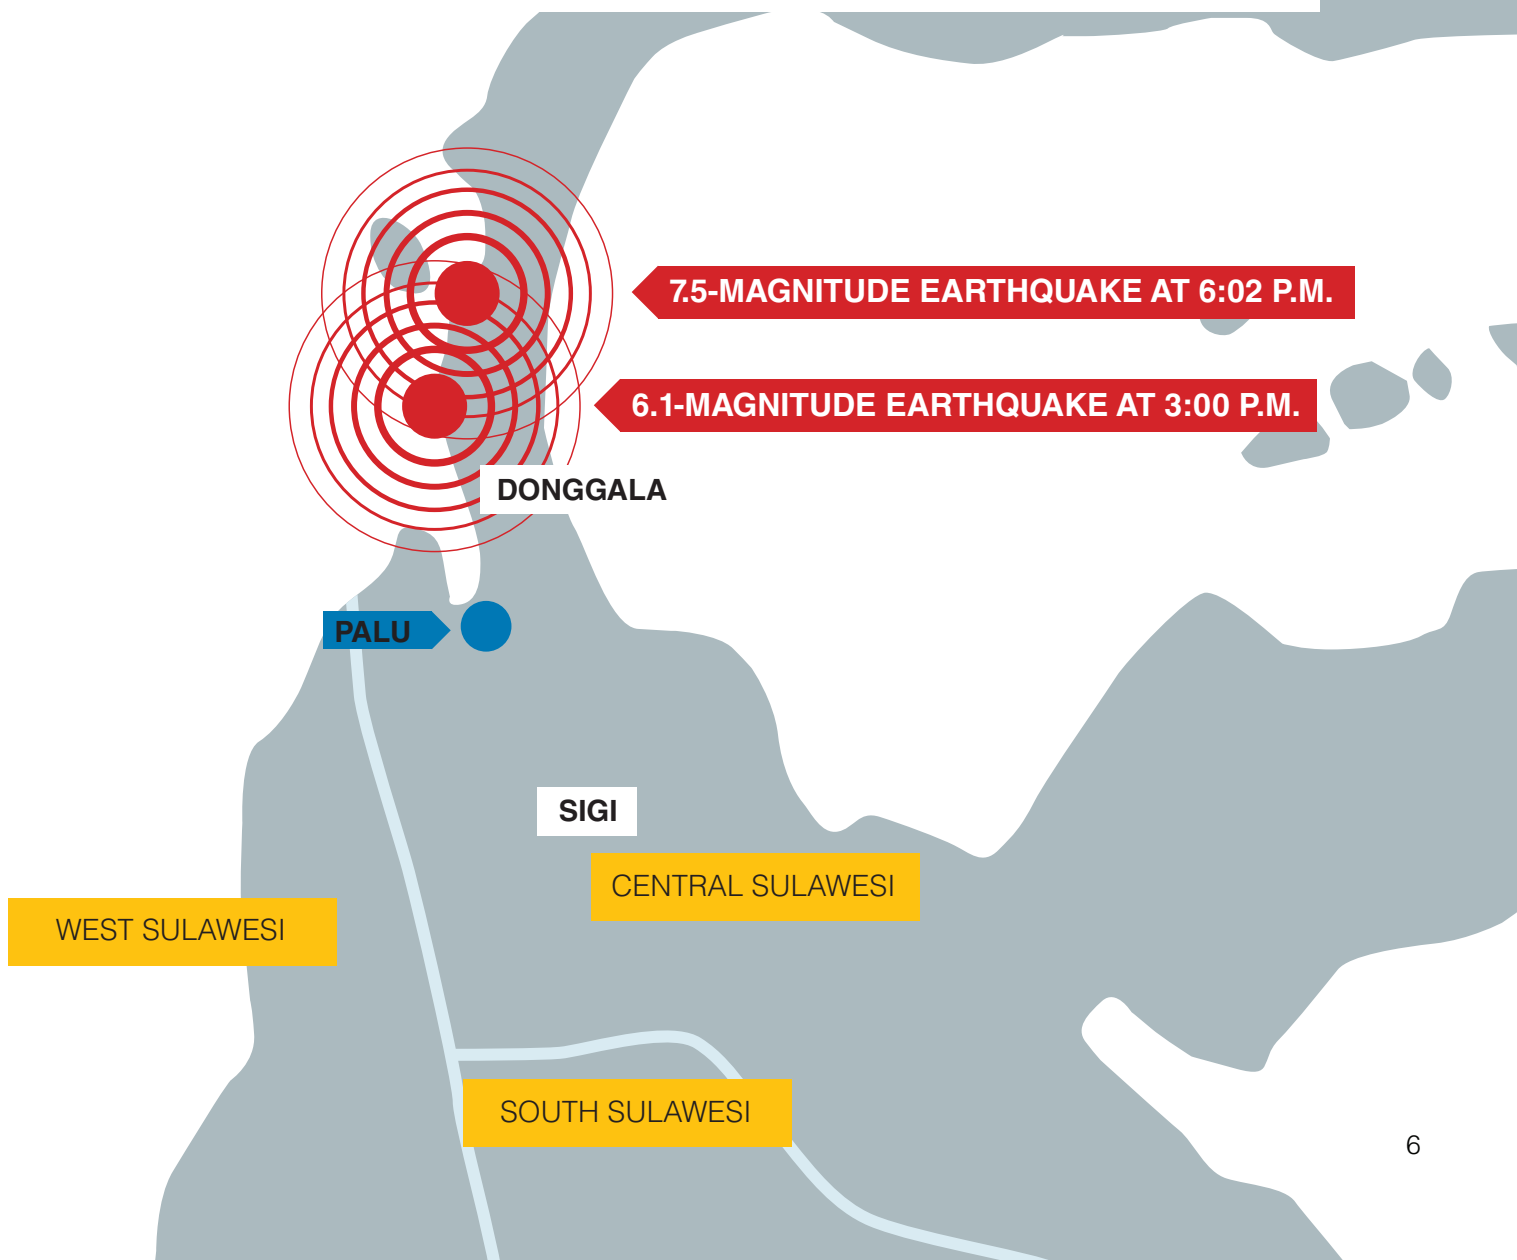 7.5-MAGNITUDE EARTHQUAKE AT 6:02 P.M.
6.1-MAGNITUDE EARTHQUAKE AT 3:00 P.M.
DONGGALA
PALU
SIGI
CENTRAL SULAWESI
WEST SULAWESI
SOUTH SULAWESI
6